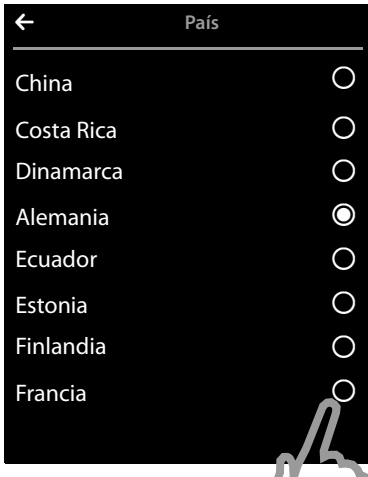 País
China
Costa Rica
Dinamarca
Alemania
Ecuador
Estonia
Finlandia
Francia